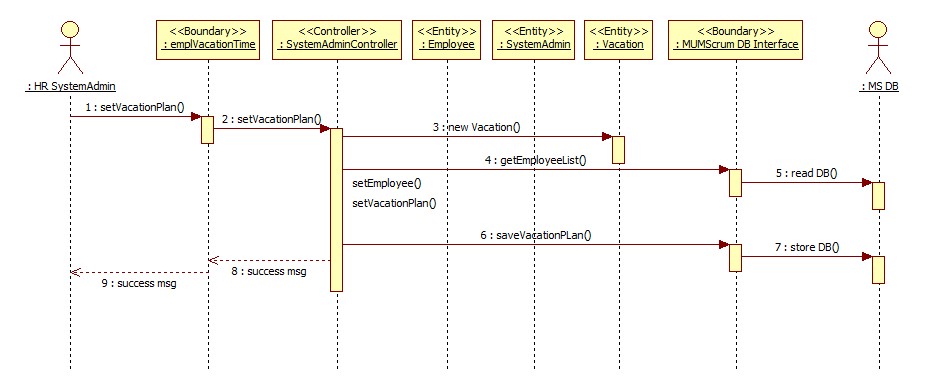 <<Boundary>>
: emplVacationTime
<<Controller>>
: SystemAdminController
<<Entity>>
: Employee
<<Entity>>
: SystemAdmin
<<Entity>>
: Vacation
<<Boundary>>
: MUMScrum DB Interface
: HR SystemAdmin
: MS DB
1 : setVacationPlan()
2 : setVacationPlan()
3 : new Vacation()
4 : getEmployeeList()
5 : read DB()
setEmployee()
setVacationPlan()
6 : saveVacationPLan()
7 : store DB()
8 : success msg
9 : success msg